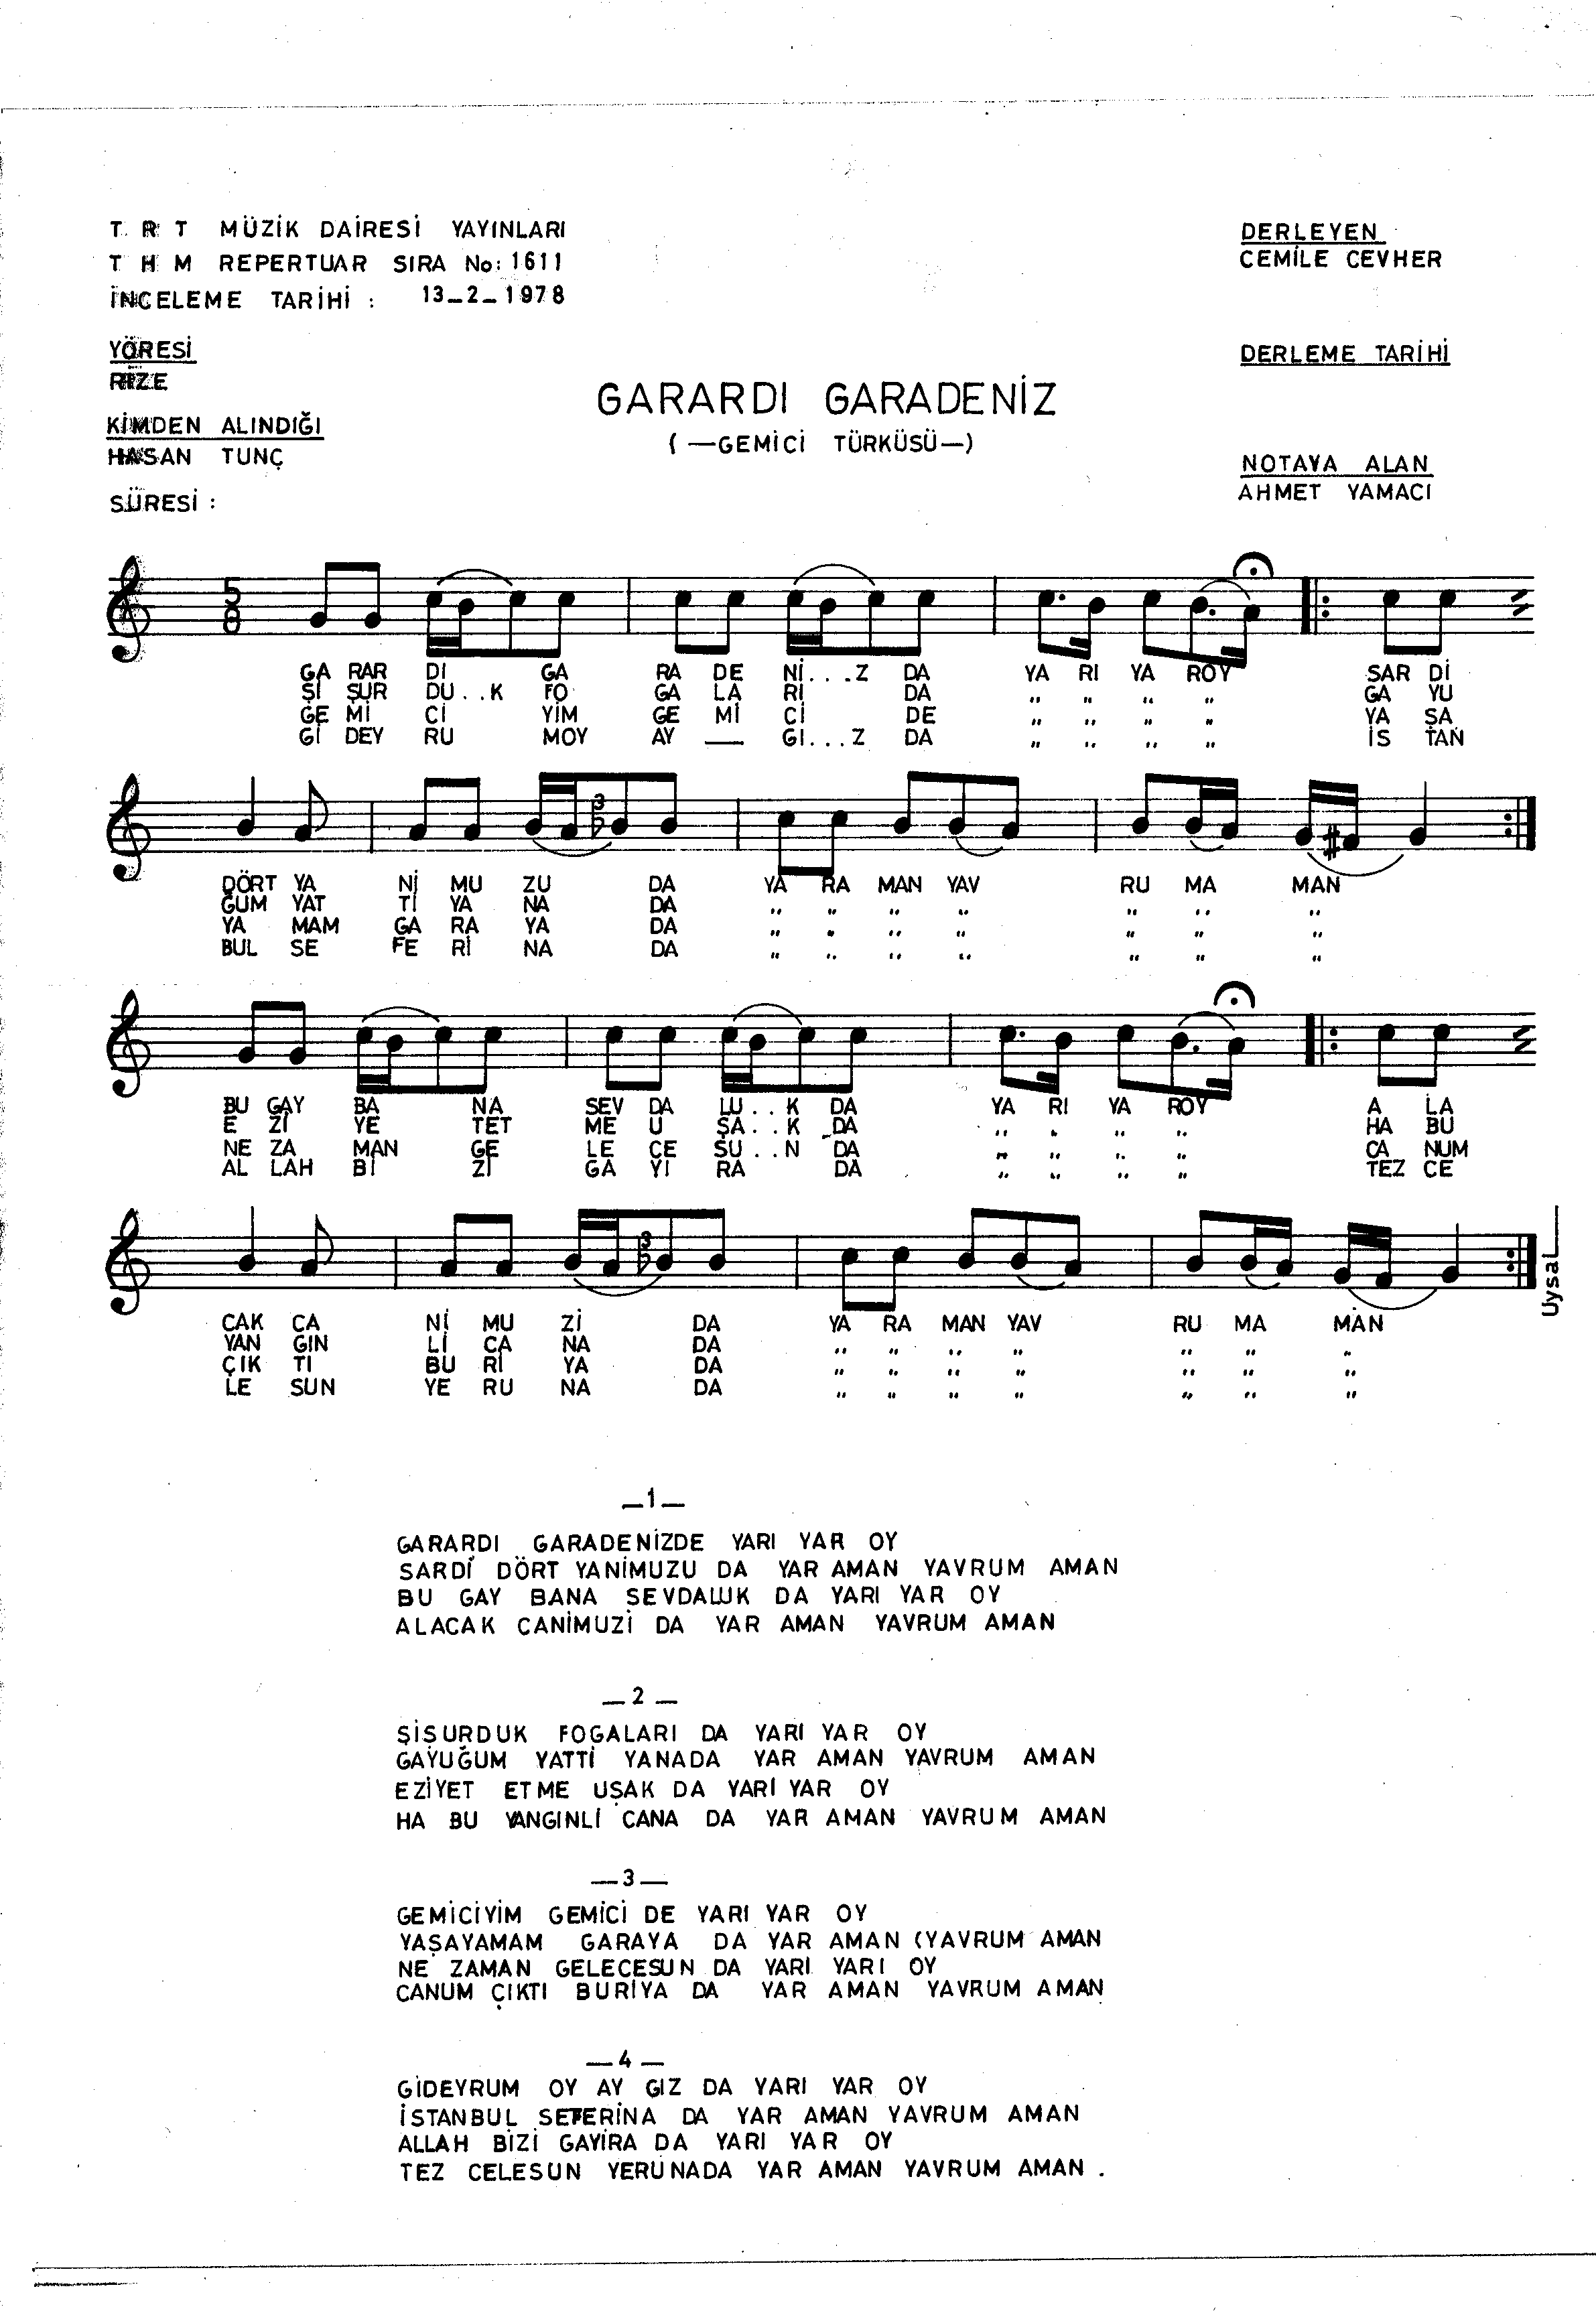 T R T MÜZİK DAİRESİ YAYINLARI
T H M REPERTUAR SIRA No: 1611
İNCELEME TARİHİ : 13_2_1978
DERLEYEN
CEMİLE CEVHER
YÖRESİ
RİZE
DERLEME TARİHİ
GARARDI GARADENİZ
(—GEMİCİ TÜRKÜSÜ—)
KİMDEN ALINDIĞI
HASAN TUNÇ
NOTAYA ALAN
AHMET YAMACI
SÜRESİ :
5
8
GA RAR DI GA RA DE Nİ...Z DA YA RI YA ROY SAR Dİ
Şİ ŞUR DU..K FO GA LA RI DA " " " " GA YU
GE Mİ Cİ YİM GE Mİ Cİ DE " " " " YA ŞA
Gİ DEY RU MOY AY — GI...Z DA " " " " İS TAN
3
DÖRT YA Nİ MU ZU DA YA RA MAN YAV RU MA MAN
ĞUM YAT Tİ YA NA DA " " " " " " "
YA MAM GA RA YA DA " " " " " " "
BUL SE FE Rİ NA DA " " " " " " "
BU GAY BA NA SEV DA LU..K DA YA RI YA ROY A LA
E Zİ YE TET ME U ŞA..K DA " " " " HA BU
NE ZA MAN GE LE CE SU..N DA " " " " CA NUM
AL LAH Bİ Zİ GA YI RA DA " " " " TEZ CE
3
CAK CA Nİ MU Zİ DA YA RA MAN YAV RU MA MAN
YAN GIN Lİ CA NA DA " " " " " " "
ÇIK TI BU Rİ YA DA " " " " " " "
LE SUN YE RU NA DA " " " " " " "
Uysal
_1_
GARARDI GARADENİZDE YARI YAR OY
SARDİ DÖRT YANİMUZU DA YAR AMAN YAVRUM AMAN
BU GAY BANA SEVDALUK DA YARI YAR OY
ALACAK CANİMUZİ DA YAR AMAN YAVRUM AMAN
_2_
ŞİŞURDUK FOGALARI DA YARI YAR OY
GAYUĞUM YATTİ YANADA YAR AMAN YAVRUM AMAN
EZİYET ETME UŞAK DA YARİ YAR OY
HA BU YANGINLİ CANA DA YAR AMAN YAVRUM AMAN
_3_
GEMİCİYİM GEMİCİ DE YARI YAR OY
YAŞAYAMAM GARAYA DA YAR AMAN (YAVRUM AMAN
NE ZAMAN GELECESUN DA YARI YARI OY
CANUM ÇIKTI BURİYA DA YAR AMAN YAVRUM AMAN
_4_
GİDEYRUM OY AY GIZ DA YARI YAR OY
İSTANBUL SEFERİNA DA YAR AMAN YAVRUM AMAN
ALLAH BİZİ GAYİRA DA YARI YAR OY
TEZ CELESUN YERUNADA YAR AMAN YAVRUM AMAN .